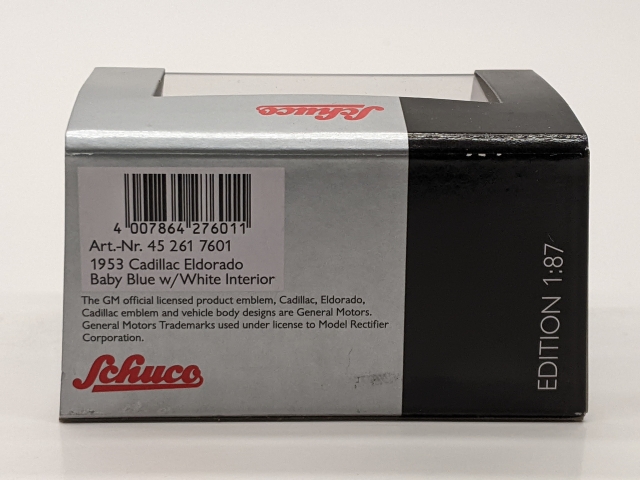 Schuco
4 007864 276011
Art.-Nr. 45 261 7601
1953 Cadillac Eldorado
Baby Blue w/White Interior
The GM official licensed product emblem, Cadillac, Eldorado,
Cadillac emblem and vehicle body designs are General Motors.
General Motors Trademarks used under license to Model Rectifier
Corporation.
Schuco
EDITION 1:87